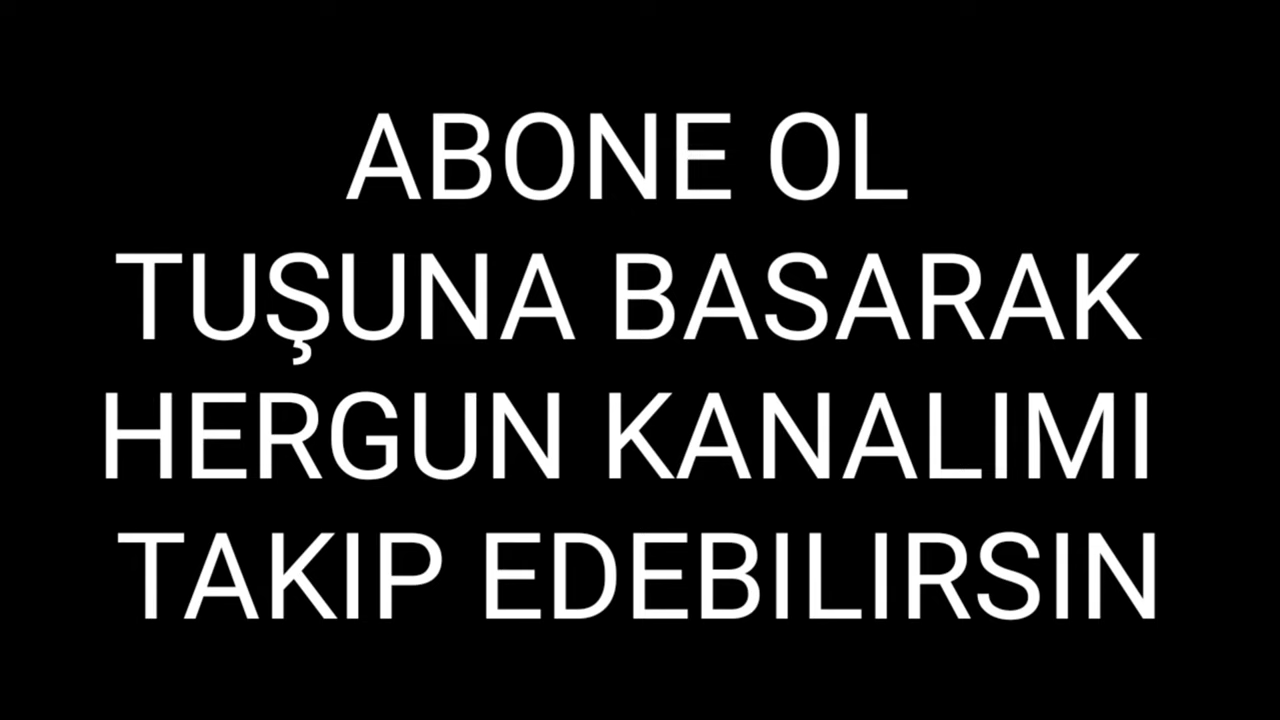 ABONE OL
TUŞUNA BASARAK
HERGUN KANALIMI
TAKIP EDEBILIRSIN